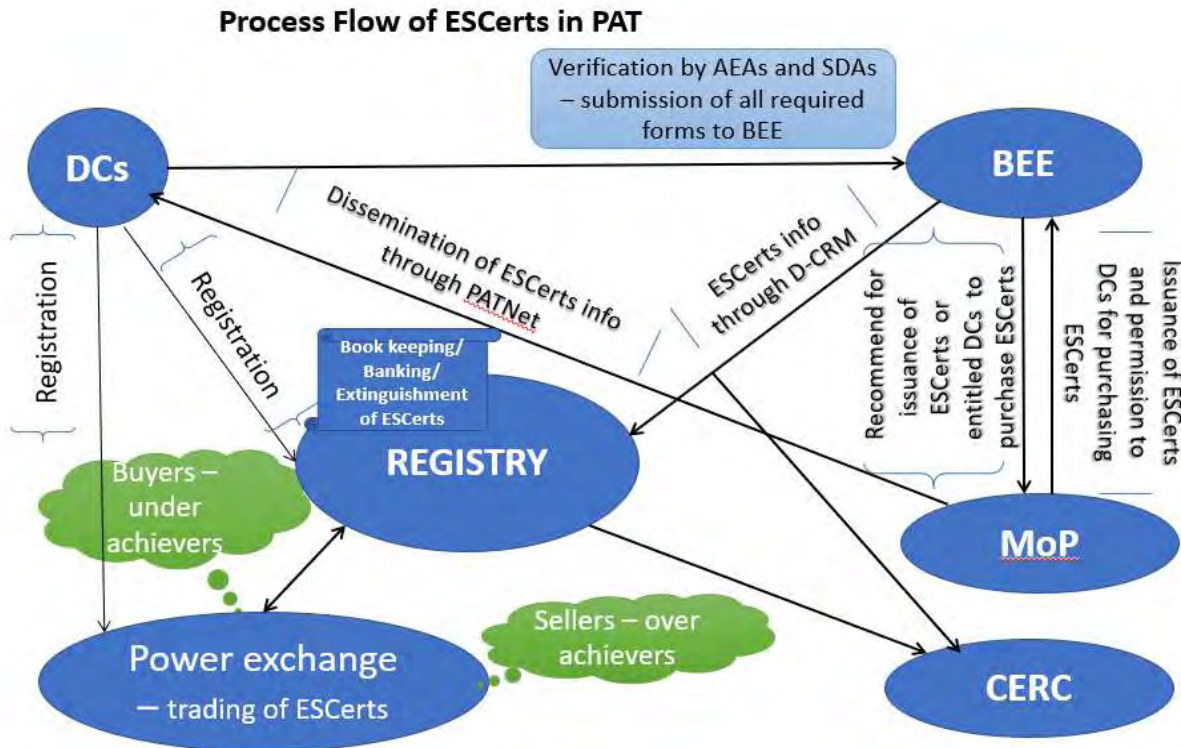 Process Flow of ESCerts in PAT
Verification by AEAs and SDAs
– submission of all required
forms to BEE
DCs
BEE
Registration
Registration
Dissemination of ESCerts info
through PATNet
ESCerts info
through D-CRM
Recommend for
issuance of
ESCerts or
entitled DCs to
purchase ESCerts
Issuance of ESCerts
and permission to
DCs for purchasing
ESCerts
Book keeping/
Banking/
Extinguishment
of ESCerts
REGISTRY
Buyers –
under
achievers
MoP
Sellers – over
achievers
Power exchange
– trading of ESCerts
CERC